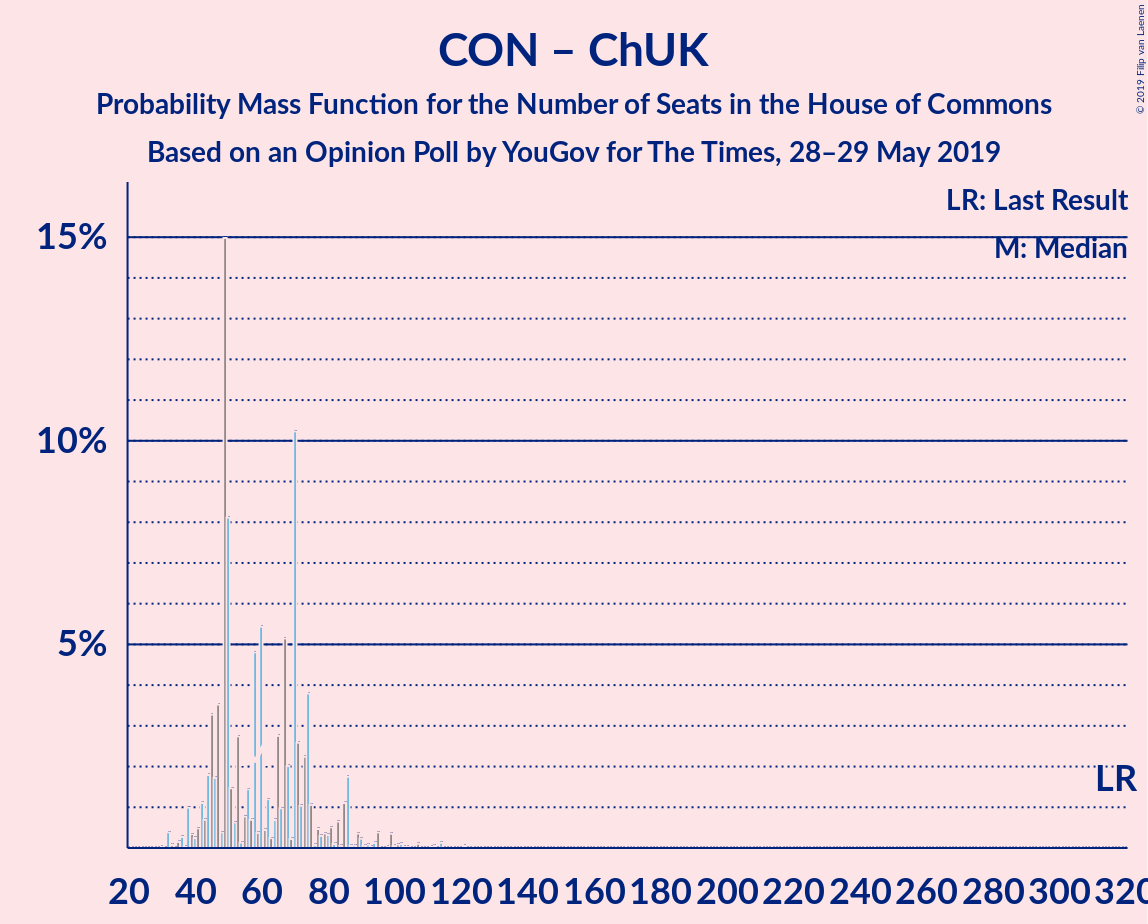 CON – ChUK
Probability Mass Function for the Number of Seats in the House of Commons
Based on an Opinion Poll by YouGov for The Times, 28–29 May 2019
© 2019 Filip van Laenen
LR: Last Result
M: Median
15%
10%
5%
LR
20 40 60 80 100 120 140 160 180 200 220 240 260 280 300 320